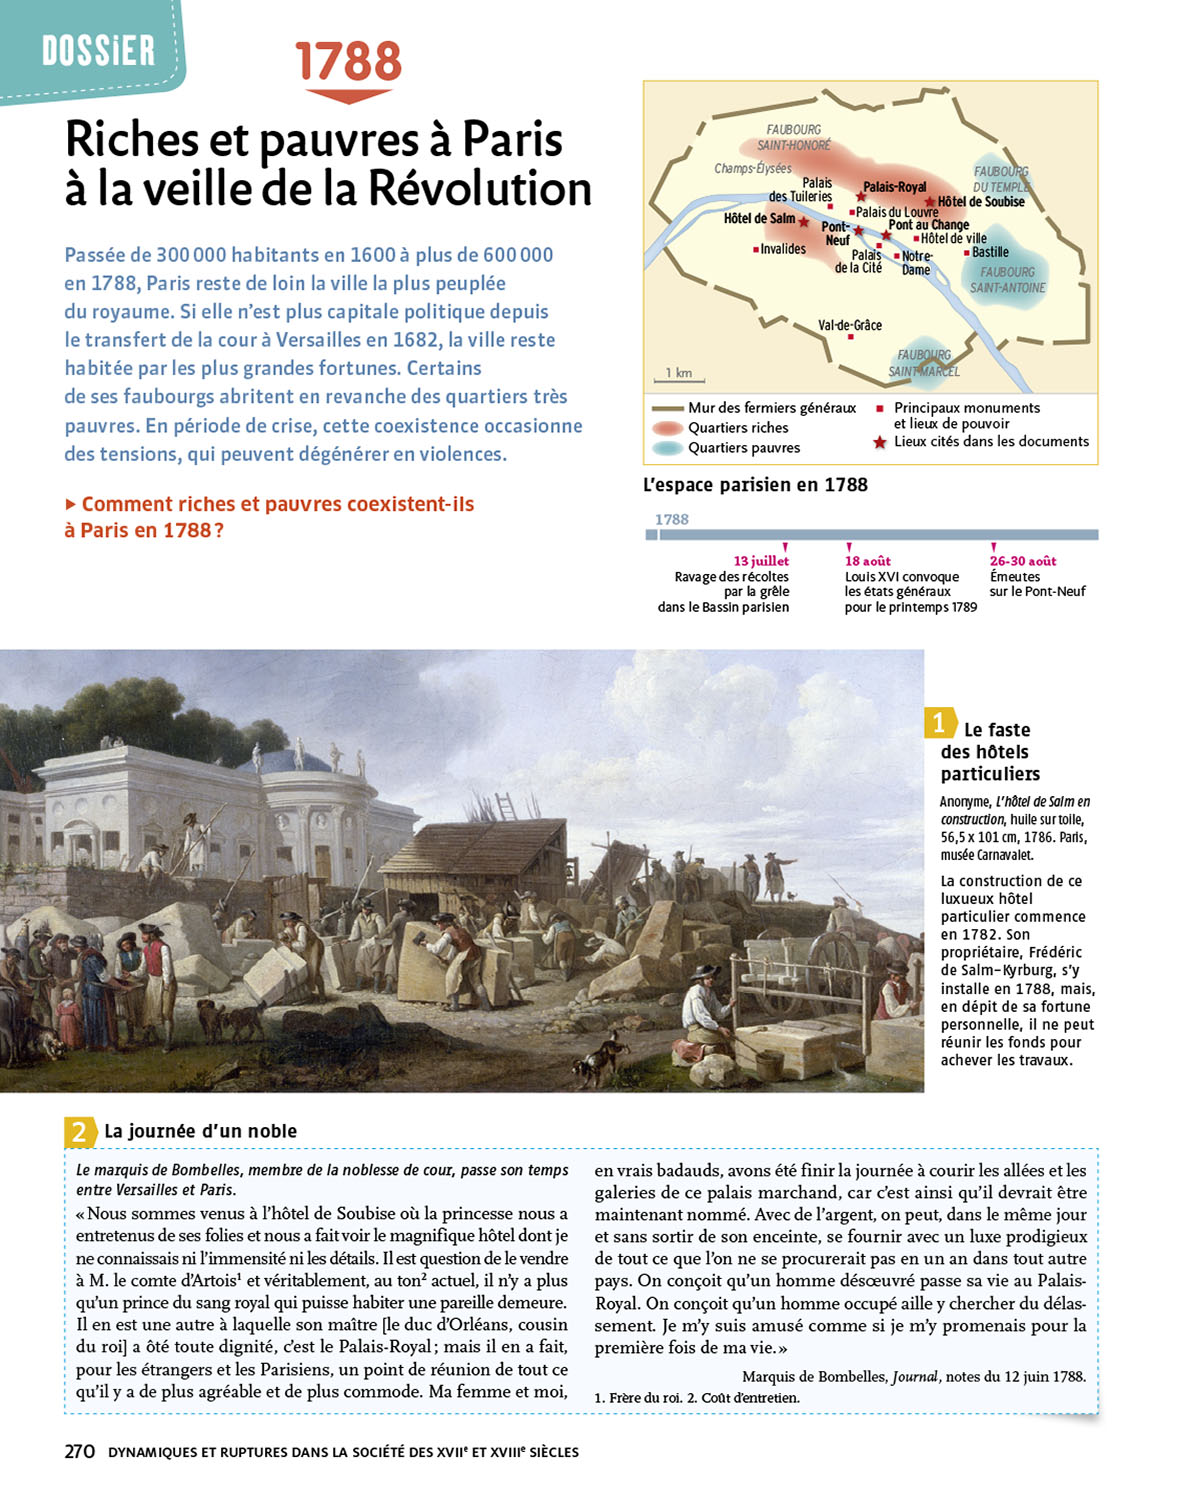 DOSSiER
1788
Riches et pauvres à Paris
à la veille de la Révolution
Passée de 300 000 habitants en 1600 à plus de 600 000
en 1788, Paris reste de loin la ville la plus peuplée
du royaume. Si elle n'est plus capitale politique depuis
le transfert de la cour à Versailles en 1682, la ville reste
habitée par les plus grandes fortunes. Certains
de ses faubourgs abritent en revanche des quartiers très
pauvres. En période de crise, cette coexistence occasionne
des tensions, qui peuvent dégénérer en violences.
▶ Comment riches et pauvres coexistent-ils
à Paris en 1788 ?
FAUBOURG
SAINT-HONORÉ
Champs-Élysées
FAUBOURG
DU TEMPLE
Palais
des Tuileries
Palais-Royal
Hôtel de Soubise
Palais du Louvre
Hôtel de Salm
Pont-
Neuf
Pont au Change
Hôtel de ville
Invalides
Palais
de la Cité
Notre-
Dame
Bastille
FAUBOURG
SAINT-ANTOINE
Val-de-Grâce
FAUBOURG
SAINT-MARCEL
1 km
Mur des fermiers généraux
Quartiers riches
Quartiers pauvres
Principaux monuments
et lieux de pouvoir
Lieux cités dans les documents
L'espace parisien en 1788
1788
13 juillet
Ravage des récoltes
par la grêle
dans le Bassin parisien
18 août
Louis XVI convoque
les états généraux
pour le printemps 1789
26-30 août
Émeutes
sur le Pont-Neuf
1 Le faste
des hôtels
particuliers
Anonyme, L'hôtel de Salm en
construction, huile sur toile,
56,5 x 101 cm, 1786. Paris,
musée Carnavalet.
La construction de ce
luxueux hôtel
particulier commence
en 1782. Son
propriétaire, Frédéric
de Salm-Kyrburg, s'y
installe en 1788, mais,
en dépit de sa fortune
personnelle, il ne peut
réunir les fonds pour
achever les travaux.
2 La journée d'un noble
Le marquis de Bombelles, membre de la noblesse de cour, passe son temps
entre Versailles et Paris.
« Nous sommes venus à l'hôtel de Soubise où la princesse nous a
entretenus de ses folies et nous a fait voir le magnifique hôtel dont je
ne connaissais ni l'immensité ni les détails. Il est question de le vendre
à M. le comte d'Artois¹ et véritablement, au ton² actuel, il n'y a plus
qu'un prince du sang royal qui puisse habiter une pareille demeure.
Il en est une autre à laquelle son maître [le duc d'Orléans, cousin
du roi] a ôté toute dignité, c'est le Palais-Royal ; mais il en a fait,
pour les étrangers et les Parisiens, un point de réunion de tout ce
qu'il y a de plus agréable et de plus commode. Ma femme et moi,
en vrais badauds, avons été finir la journée à courir les allées et les
galeries de ce palais marchand, car c'est ainsi qu'il devrait être
maintenant nommé. Avec de l'argent, on peut, dans le même jour
et sans sortir de son enceinte, se fournir avec un luxe prodigieux
de tout ce que l'on ne se procurerait pas en un an dans tout autre
pays. On conçoit qu'un homme désœuvré passe sa vie au Palais-
Royal. On conçoit qu'un homme occupé aille y chercher du délas-
sement. Je m'y suis amusé comme si je m'y promenais pour la
première fois de ma vie. »
Marquis de Bombelles, Journal, notes du 12 juin 1788.
1. Frère du roi. 2. Coût d'entretien.
270 DYNAMIQUES ET RUPTURES DANS LA SOCIÉTÉ DES XVIIe ET XVIIIe SIÈCLES